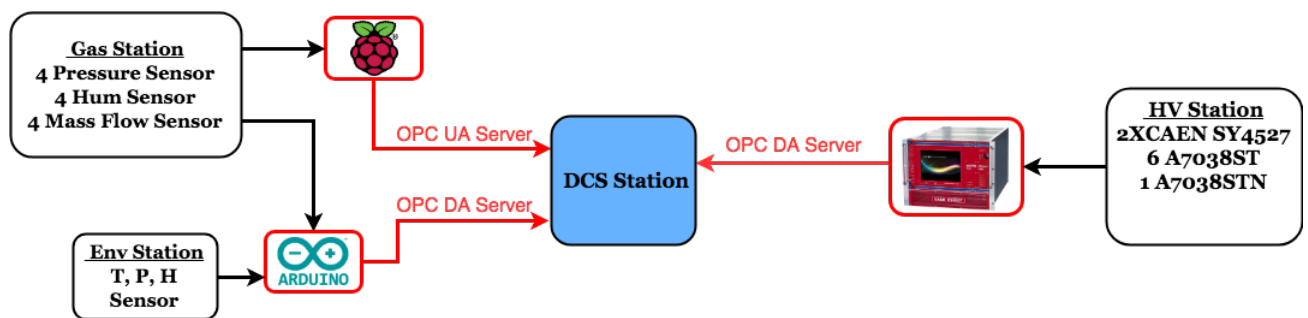 Gas Station
4 Pressure Sensor
4 Hum Sensor
4 Mass Flow Sensor
OPC UA Server
OPC DA Server
Env Station
T, P, H
Sensor
ARDUINO
DCS Station
OPC DA Server
HV Station
2XCAEN SY4527
6 A7038ST
1 A7038STN